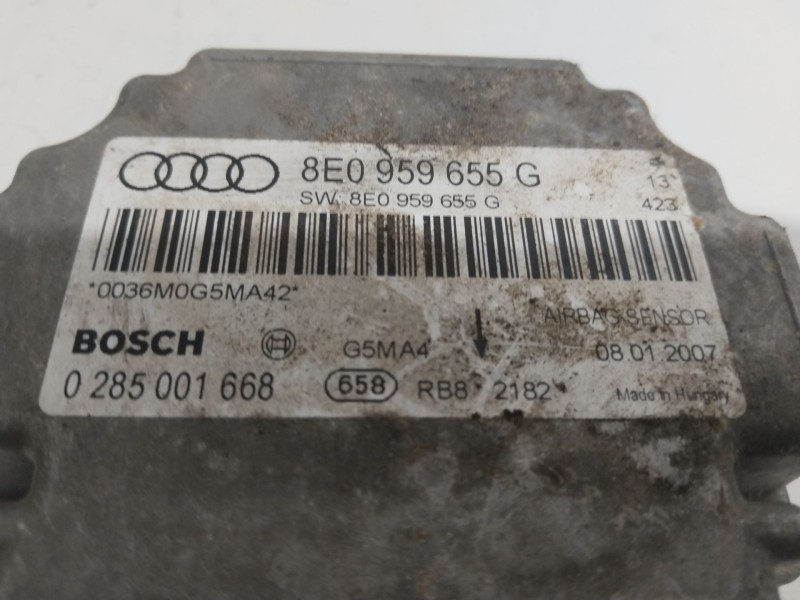 8E0 959 655 G
SW. 8E0 959 655 G
13
423
*0036M0G5MA42*
AIRBAG SENSOR
BOSCH G5MA4 08.01.2007
0 285 001 668 658 RB8 2182 Made in Hungary